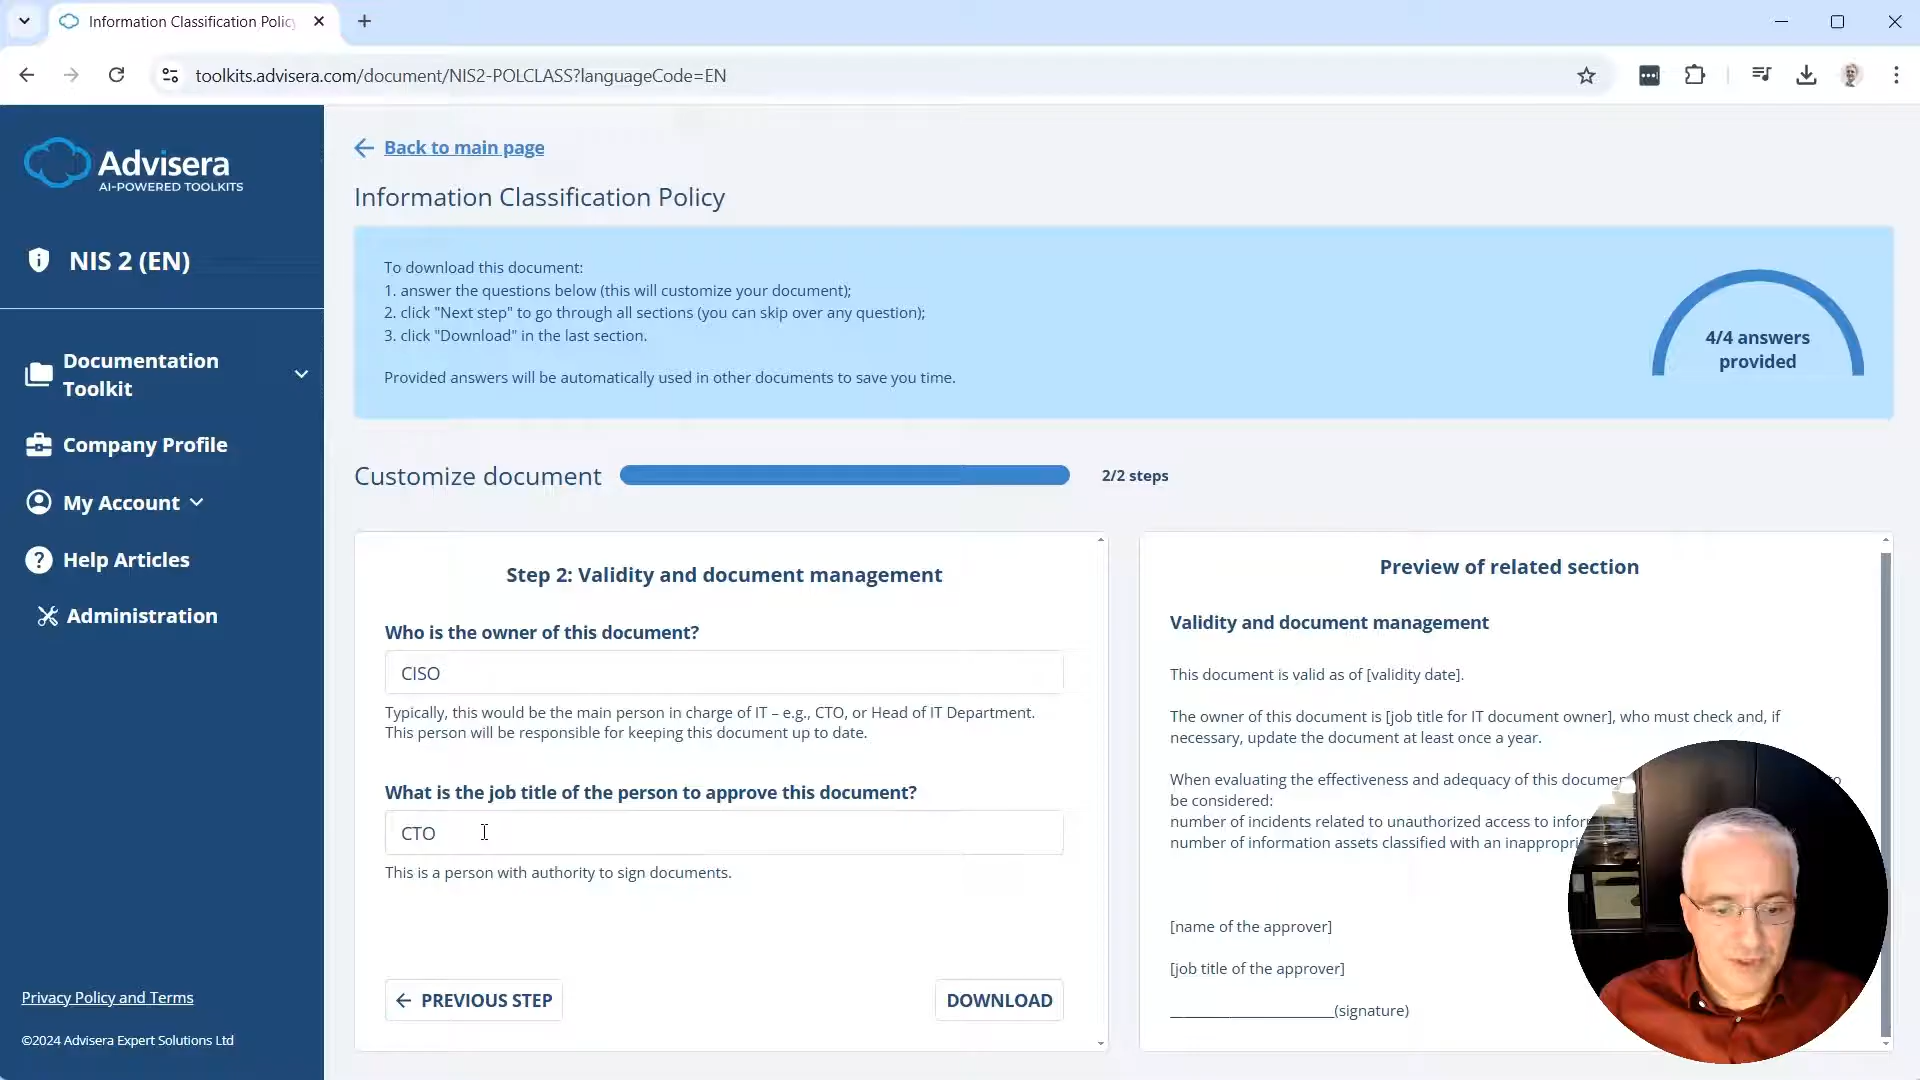 Information Classification Policy
toolkits.advisera.com/document/NIS2-POLCLASS?languageCode=EN
Advisera
AI-POWERED TOOLKITS
NIS 2 (EN)
Documentation
Toolkit
Company Profile
My Account
? Help Articles
Administration
Privacy Policy and Terms
©2024 Advisera Expert Solutions Ltd
Back to main page
Information Classification Policy
To download this document:
1. answer the questions below (this will customize your document);
2. click "Next step" to go through all sections (you can skip over any question);
3. click "Download" in the last section.
Provided answers will be automatically used in other documents to save you time.
4/4 answers
provided
Customize document
2/2 steps
Step 2: Validity and document management
Who is the owner of this document?
CISO
Typically, this would be the main person in charge of IT – e.g., CTO, or Head of IT Department.
This person will be responsible for keeping this document up to date.
What is the job title of the person to approve this document?
CTO
This is a person with authority to sign documents.
PREVIOUS STEP
DOWNLOAD
Preview of related section
Validity and document management
This document is valid as of [validity date].
The owner of this document is [job title for IT document owner], who must check and, if
necessary, update the document at least once a year.
When evaluating the effectiveness and adequacy of this
be considered:
number of incidents related to unauthorized access to
number of information assets classified with an
[name of the approver]
[job title of the approver]
______________________(signature)